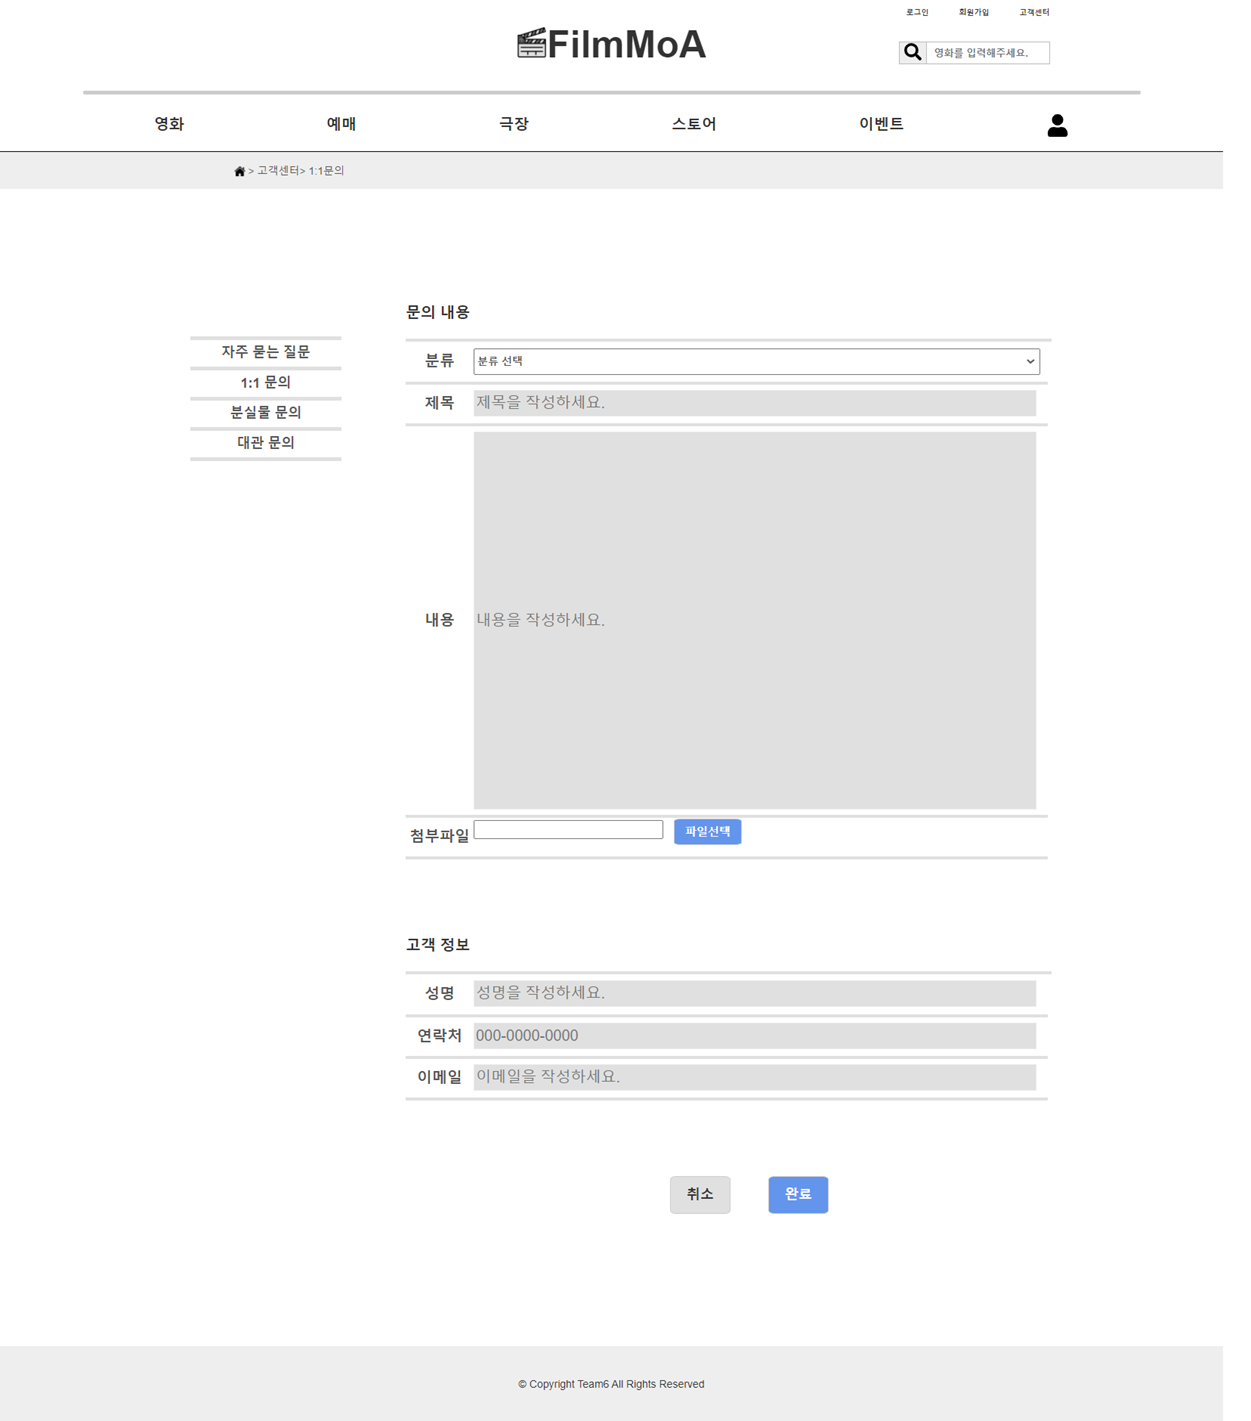 로그인 회원가입 고객센터
FilmMoA
영화를 입력해주세요.
영화 예매 극장 스토어 이벤트
> 고객센터> 1:1문의
문의 내용
자주 묻는 질문
1:1 문의
분실물 문의
대관 문의
분류 분류 선택
제목 제목을 작성하세요.
내용 내용을 작성하세요.
첨부파일 파일선택
고객 정보
성명 성명을 작성하세요.
연락처 000-0000-0000
이메일 이메일을 작성하세요.
취소 완료
© Copyright Team6 All Rights Reserved